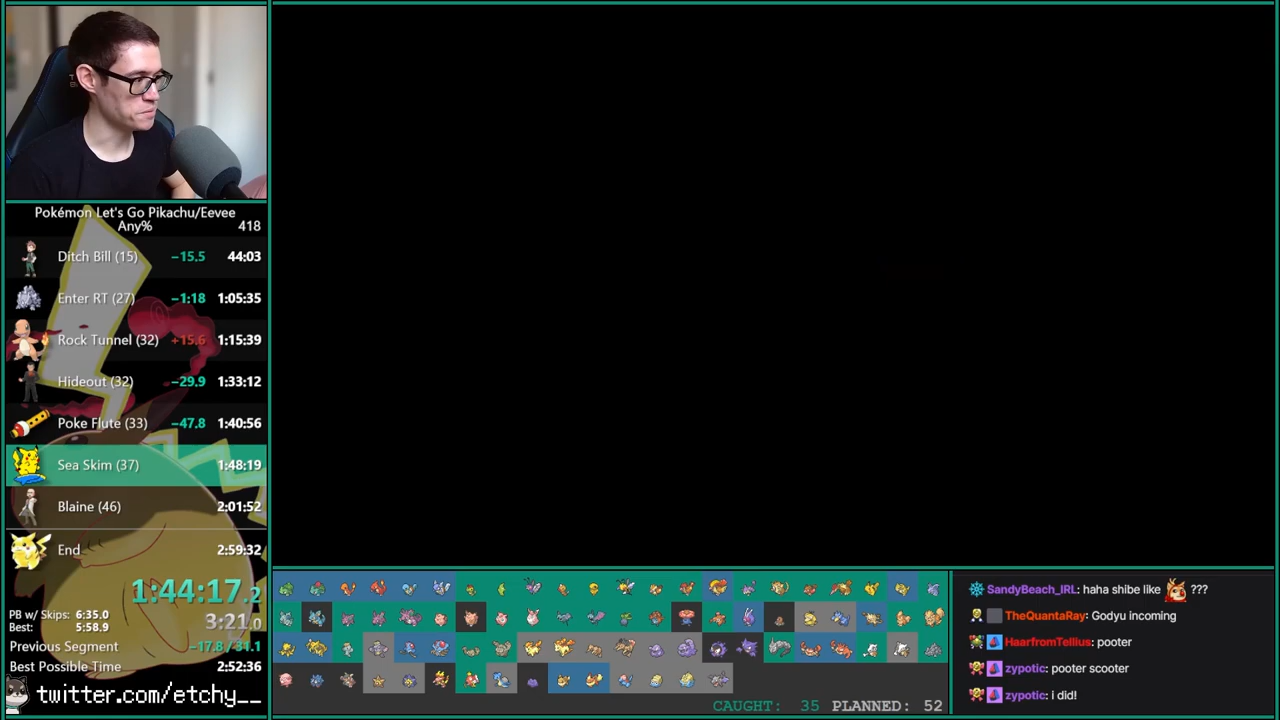 Pokémon Let's Go Pikachu/Eevee
Any% 418
Ditch Bill (15) −15.5 44:03
Enter RT (27) −1:18 1:05:35
Rock Tunnel (32) +15.6 1:15:39
Hideout (32) −29.9 1:33:12
Poke Flute (33) −47.8 1:40:56
Sea Skim (37) 1:48:19
Blaine (46) 2:01:52
End 2:59:32
1:44:17.2
PB w/ Skips: 6:35.0
Best: 5:58.9
3:21.0
Previous Segment −17.8/31.1
Best Possible Time 2:52:36
twitter.com/etchy__
CAUGHT: 35 PLANNED: 52
SandyBeach_IRL: haha shibe like ???
TheQuantaRay: Godyu incoming
HaarfromTellius: pooter
zypotic: pooter scooter
zypotic: i did!